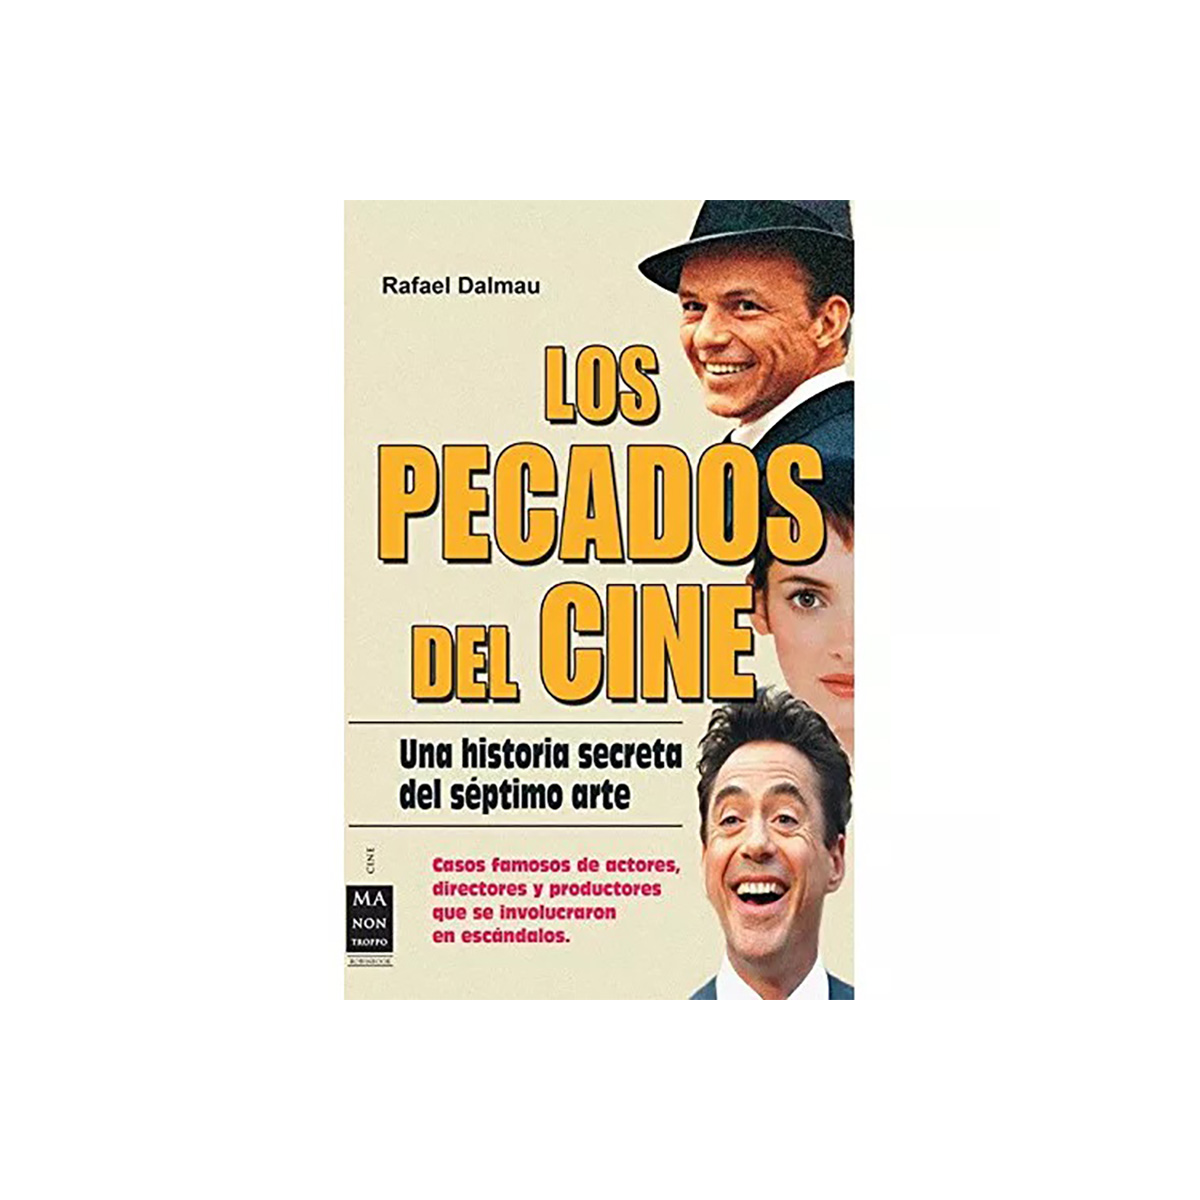 Rafael Dalmau
LOS
PECADOS
DEL CINE
Una historia secreta
del séptimo arte
Casos famosos de actores,
directores y productores
que se involucraron
en escándalos.
CINE
MA
NON
TROPPO
ROBINBOOK